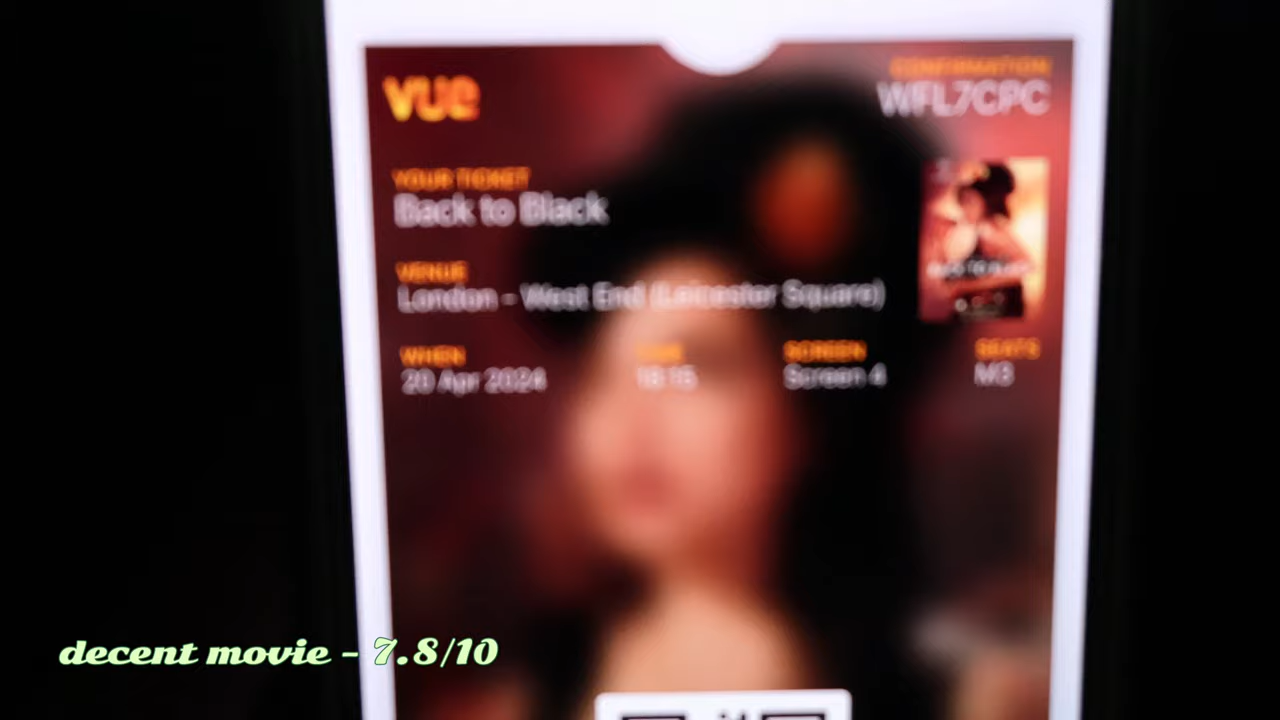 vue
CONFIRMATION
WFL7CPC
YOUR TICKET
Back to Black
VENUE
London - West End (Leicester Square)
WHEN
SCREEN
SEATS
20 Apr 2024
Screen 4
M3
decent movie - 7.8/10